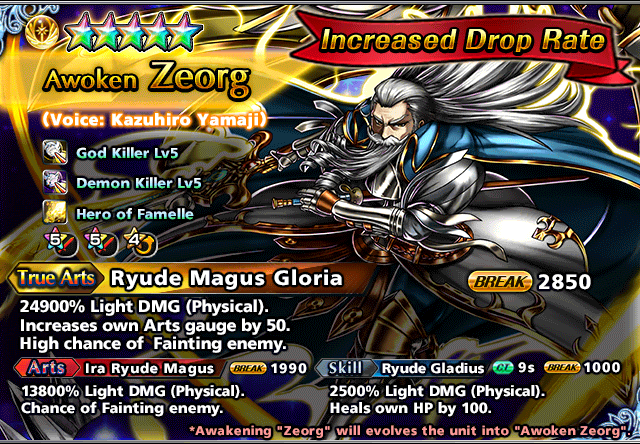 Increased Drop Rate
Awoken Zeorg
(Voice: Kazuhiro Yamaji)
God Killer Lv5
Demon Killer Lv5
Hero of Famelle
5 5 4
True Arts Ryude Magus Gloria BREAK 2850
24900% Light DMG (Physical).
Increases own Arts gauge by 50.
High chance of Fainting enemy.
Arts Ira Ryude Magus BREAK 1990
13800% Light DMG (Physical).
Chance of Fainting enemy.
Skill Ryude Gladius CT 9s BREAK 1000
2500% Light DMG (Physical).
Heals own HP by 100.
*Awakening "Zeorg" will evolves the unit into "Awoken Zeorg".